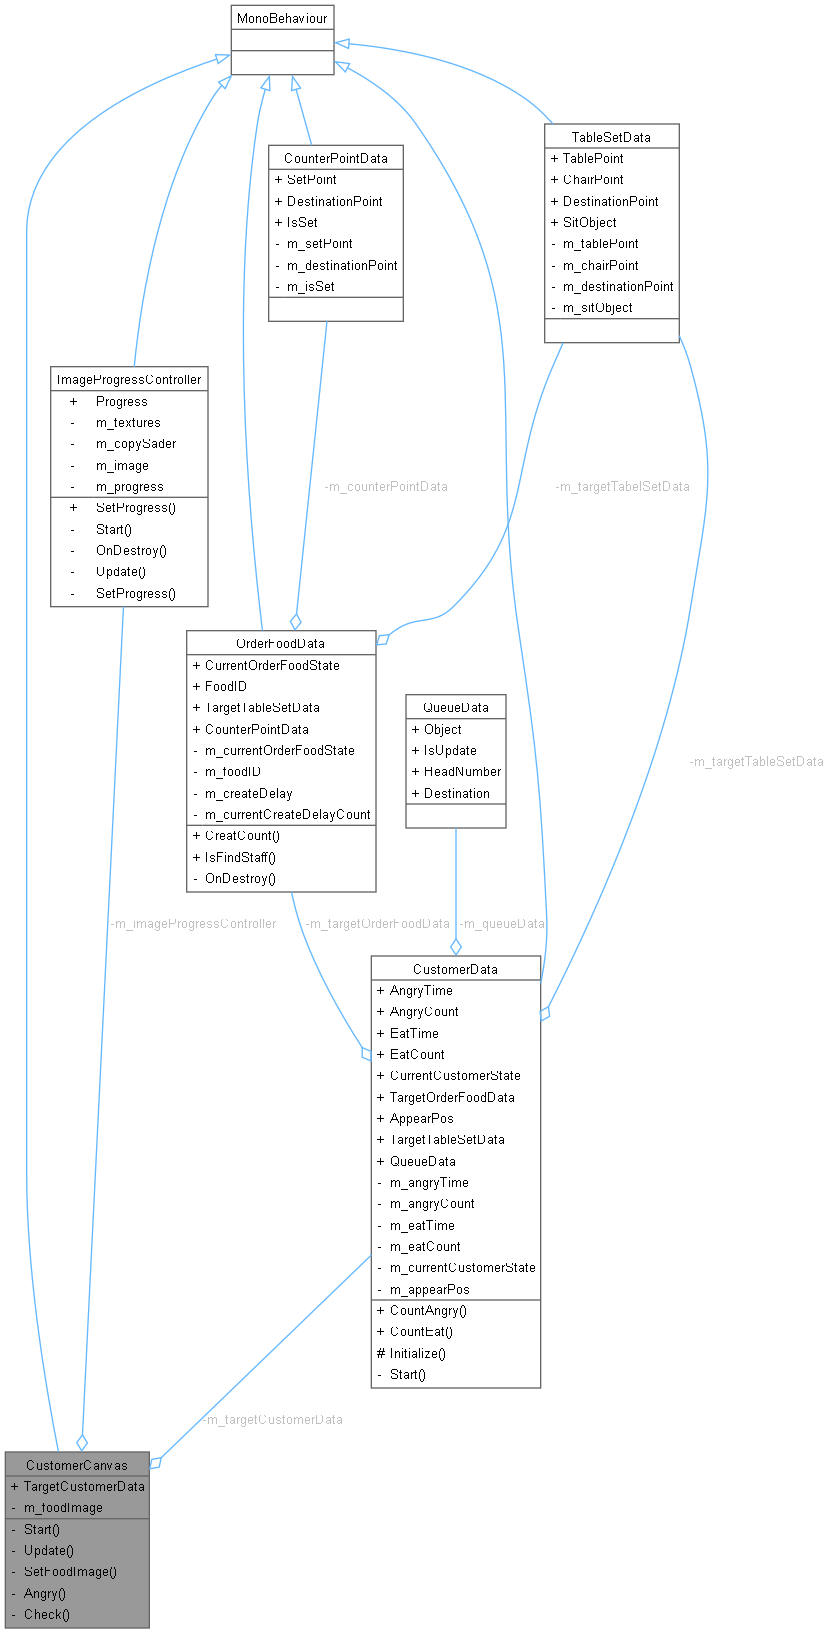 MonoBehaviour
TableSetData
+ TablePoint
+ ChairPoint
+ DestinationPoint
+ SitObject
- m_tablePoint
- m_chairPoint
- m_destinationPoint
- m_sitObject
CounterPointData
+ SetPoint
+ DestinationPoint
+ IsSet
- m_setPoint
- m_destinationPoint
- m_isSet
ImageProgressController
+ Progress
- m_textures
- m_copySader
- m_image
- m_progress
+ SetProgress()
- Start()
- OnDestroy()
- Update()
- SetProgress()
-m_counterPointData
-m_targetTabelSetData
OrderFoodData
+ CurrentOrderFoodState
+ FoodID
+ TargetTableSetData
+ CounterPointData
- m_currentOrderFoodState
- m_foodID
- m_createDelay
- m_currentCreateDelayCount
+ CreatCount()
+ IsFindStaff()
- OnDestroy()
QueueData
+ Object
+ IsUpdate
+ HeadNumber
+ Destination
-m_targetTableSetData
-m_imageProgressController
-m_targetOrderFoodData
-m_queueData
CustomerData
+ AngryTime
+ AngryCount
+ EatTime
+ EatCount
+ CurrentCustomerState
+ TargetOrderFoodData
+ AppearPos
+ TargetTableSetData
+ QueueData
- m_angryTime
- m_angryCount
- m_eatTime
- m_eatCount
- m_currentCustomerState
- m_appearPos
+ CountAngry()
+ CountEat()
# Initialize()
- Start()
-m_targetCustomerData
CustomerCanvas
+ TargetCustomerData
- m_foodImage
- Start()
- Update()
- SetFoodImage()
- Angry()
- Check()